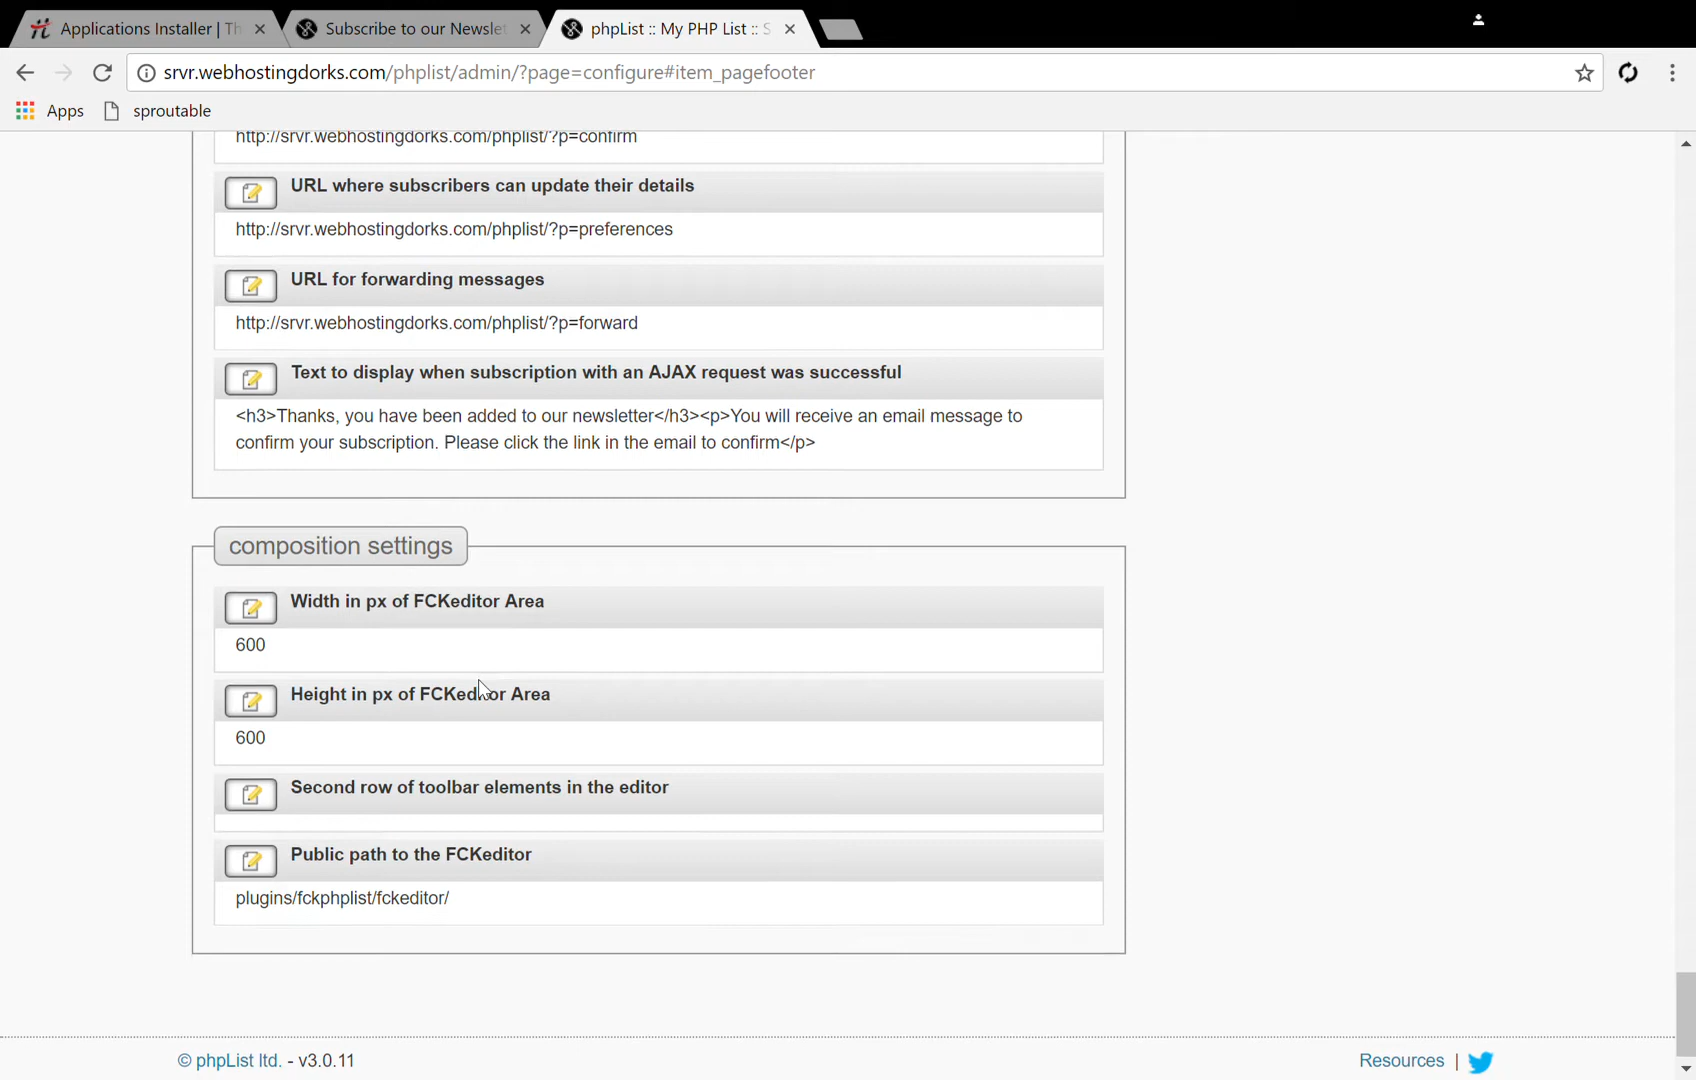 Applications Installer | Th
Subscribe to our Newslet
phpList :: My PHP List :: S
srvr.webhostingdorks.com/phplist/admin/?page=configure#item_pagefooter
Apps
sproutable
http://srvr.webhostingdorks.com/phplist/?p=confirm
URL where subscribers can update their details
http://srvr.webhostingdorks.com/phplist/?p=preferences
URL for forwarding messages
http://srvr.webhostingdorks.com/phplist/?p=forward
Text to display when subscription with an AJAX request was successful
<h3>Thanks, you have been added to our newsletter</h3><p>You will receive an email message to
confirm your subscription. Please click the link in the email to confirm</p>
composition settings
Width in px of FCKeditor Area
600
Height in px of FCKeditor Area
600
Second row of toolbar elements in the editor
Public path to the FCKeditor
plugins/fckphplist/fckeditor/
© phpList ltd. - v3.0.11
Resources |